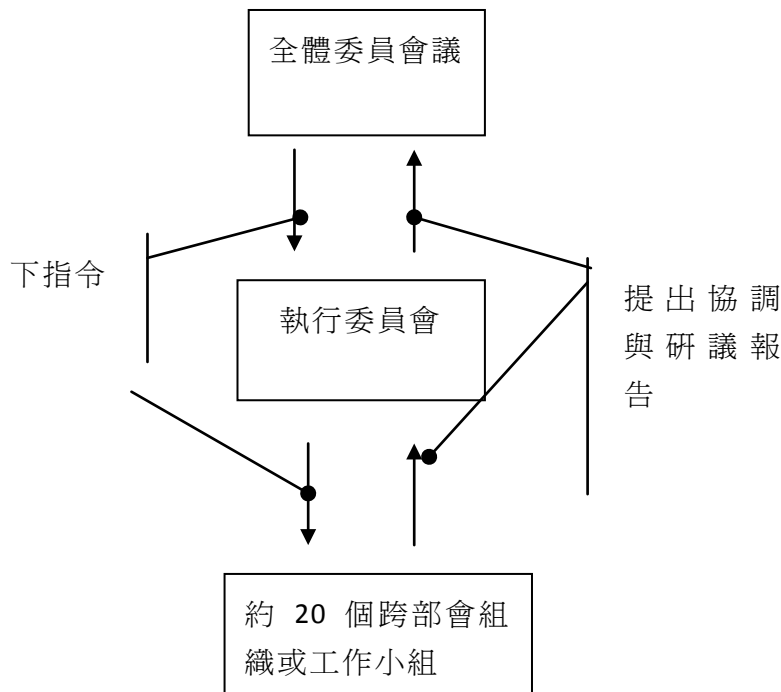 全體委員會議
下指令
執行委員會
提出協調
與研議報
告
約 20 個跨部會組
織或工作小組